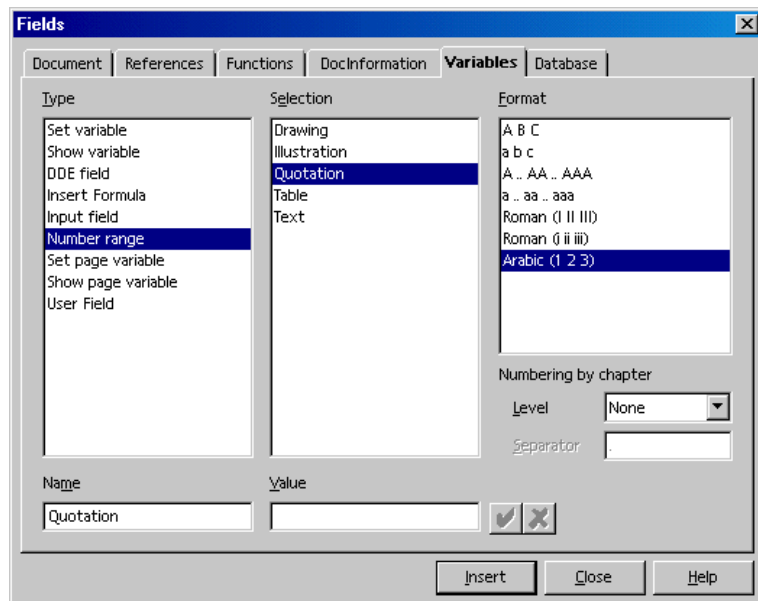 Fields
Document References Functions DocInformation Variables Database
Type
Set variable
Show variable
DDE field
Insert Formula
Input field
Number range
Set page variable
Show page variable
User Field
Selection
Drawing
Illustration
Quotation
Table
Text
Format
A B C
a b c
A .. AA .. AAA
a .. aa .. aaa
Roman (I II III)
Roman (i ii iii)
Arabic (1 2 3)
Numbering by chapter
Level None
Separator .
Name
Quotation
Value
Insert Close Help